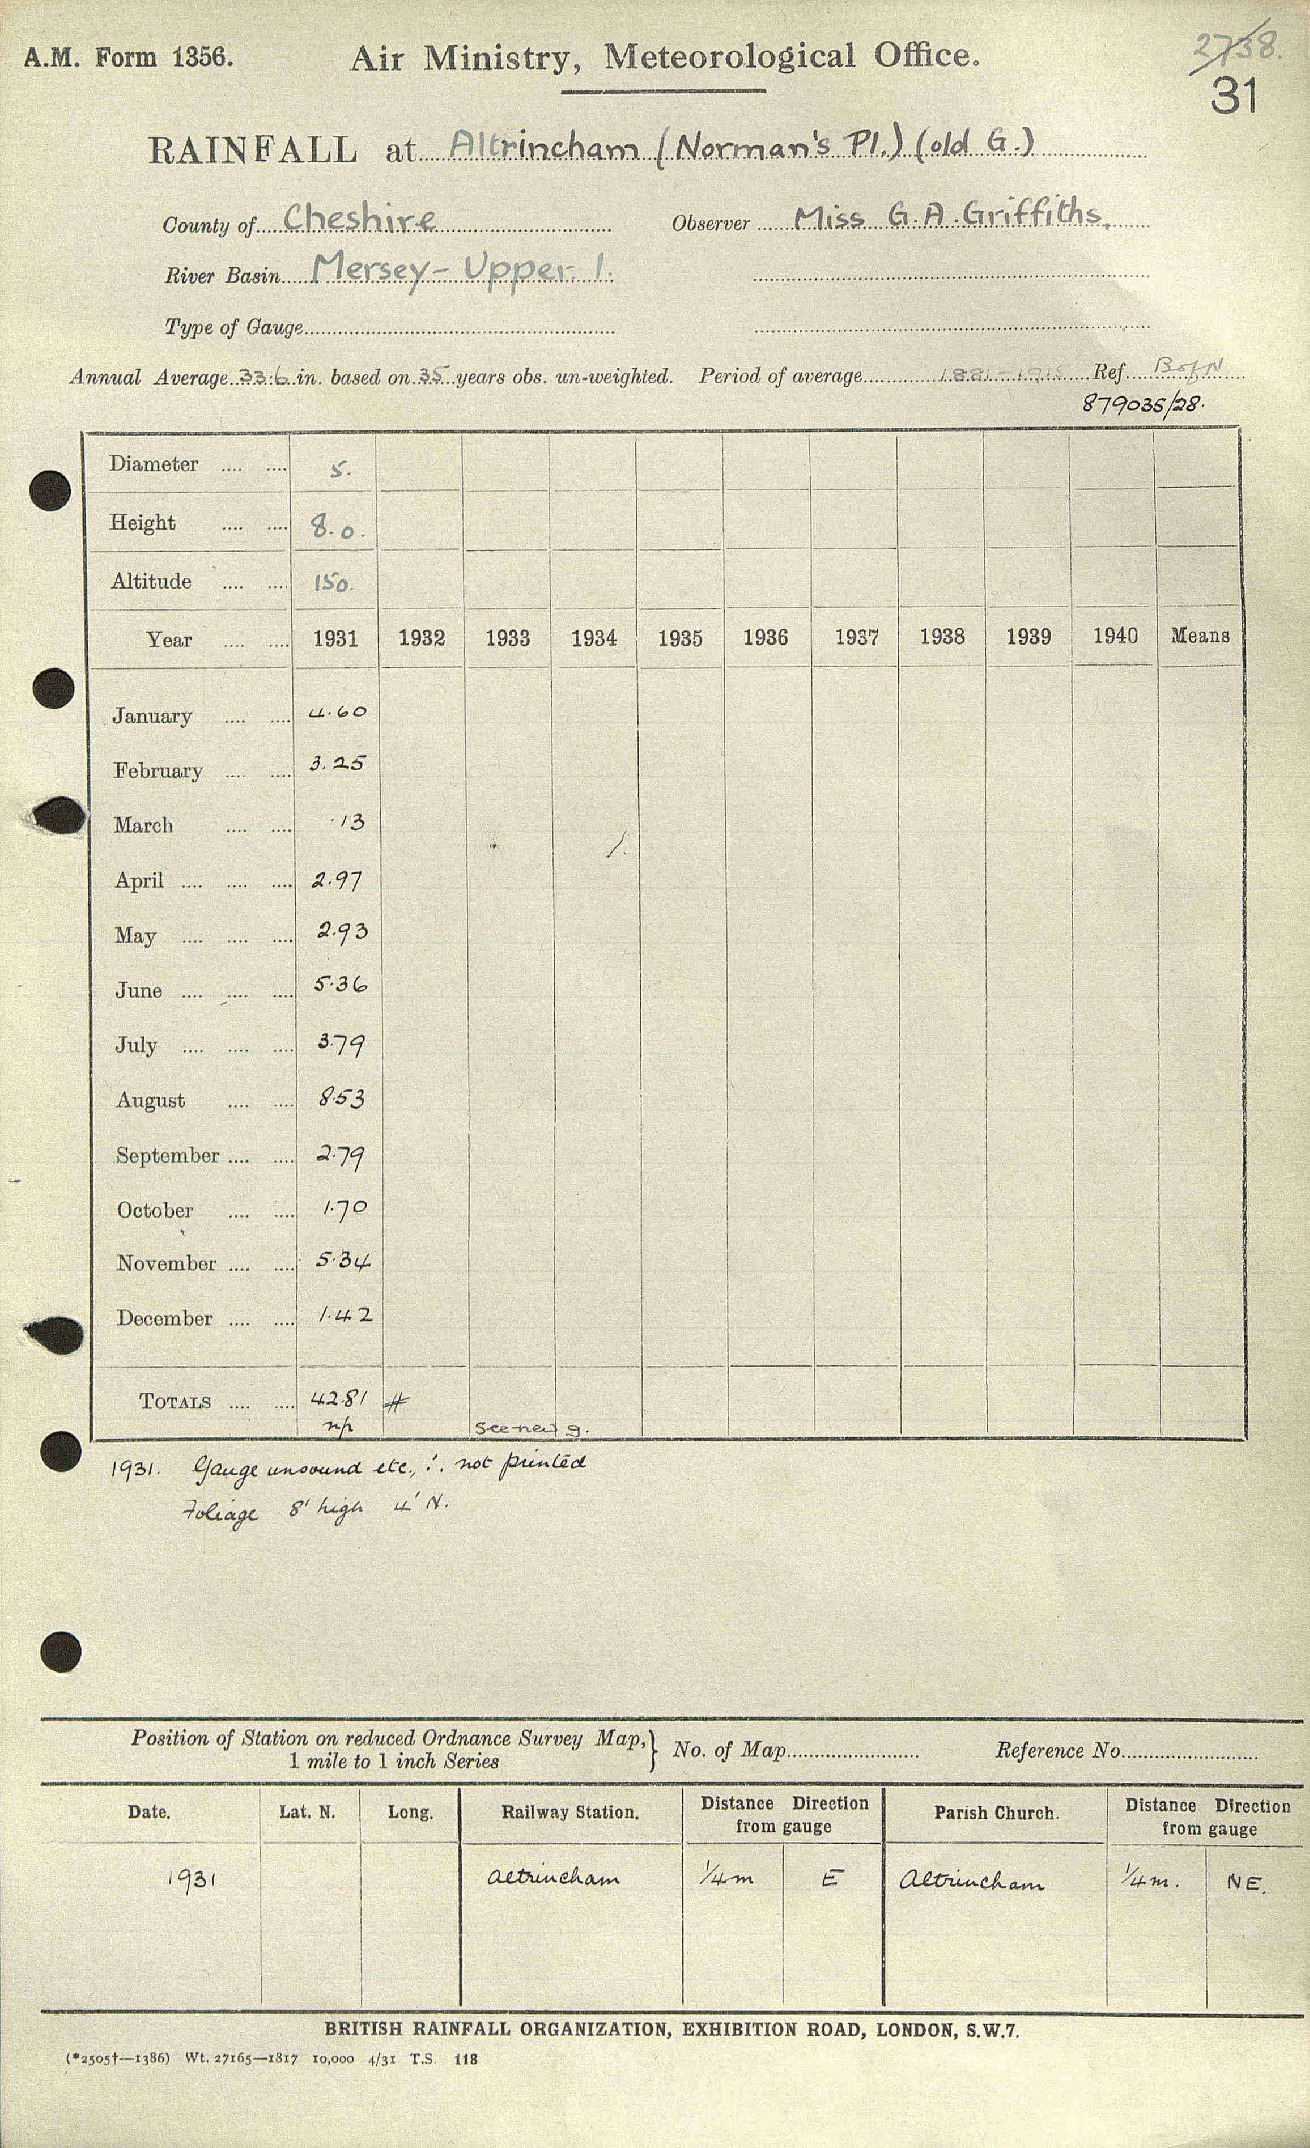 A.M. Form 1356.
Air Ministry, Meteorological Office.
2738.
31
RAINFALL at Altrincham (Norman's Pl.) (old G.)
County of Cheshire Observer Miss G.A. Griffiths.
River Basin Mersey - Upper 1.
Type of Gauge
Annual Average 33.6 in. based on 35 years obs. un-weighted. Period of average 1881-1915 Ref.
879035/28.
Diameter .... .... 5.
Height .... .... 8.0.
Altitude .... .... 150.
Year .... .... 1931 1932 1933 1934 1935 1936 1937 1938 1939 1940 Means
January .... .... 4.60
February .... .... 3.25
March .... .... .13
April .... .... .... 2.97
May .... .... .... 2.93
June .... .... .... 5.36
July .... .... .... 3.79
August .... .... 8.53
September .... .... 2.79
October .... .... 1.70
November .... .... 5.34
December .... .... 1.42
TOTALS .... .... 42.81 #
np see new g.
1931. Gauge unsound etc., ∴ not printed
Foliage 8' high 4' N.
Position of Station on reduced Ordnance Survey Map,} No. of Map Reference No.
1 mile to 1 inch Series
Date. Lat. N. Long. Railway Station. Distance Direction from gauge Parish Church. Distance Direction from gauge
1931 Altrincham 1/4m E Altrincham 1/4m. NE.
BRITISH RAINFALL ORGANIZATION, EXHIBITION ROAD, LONDON, S.W.7.
(*2505†—1386) Wt. 27165—1817 10,000 4/31 T.S. 118